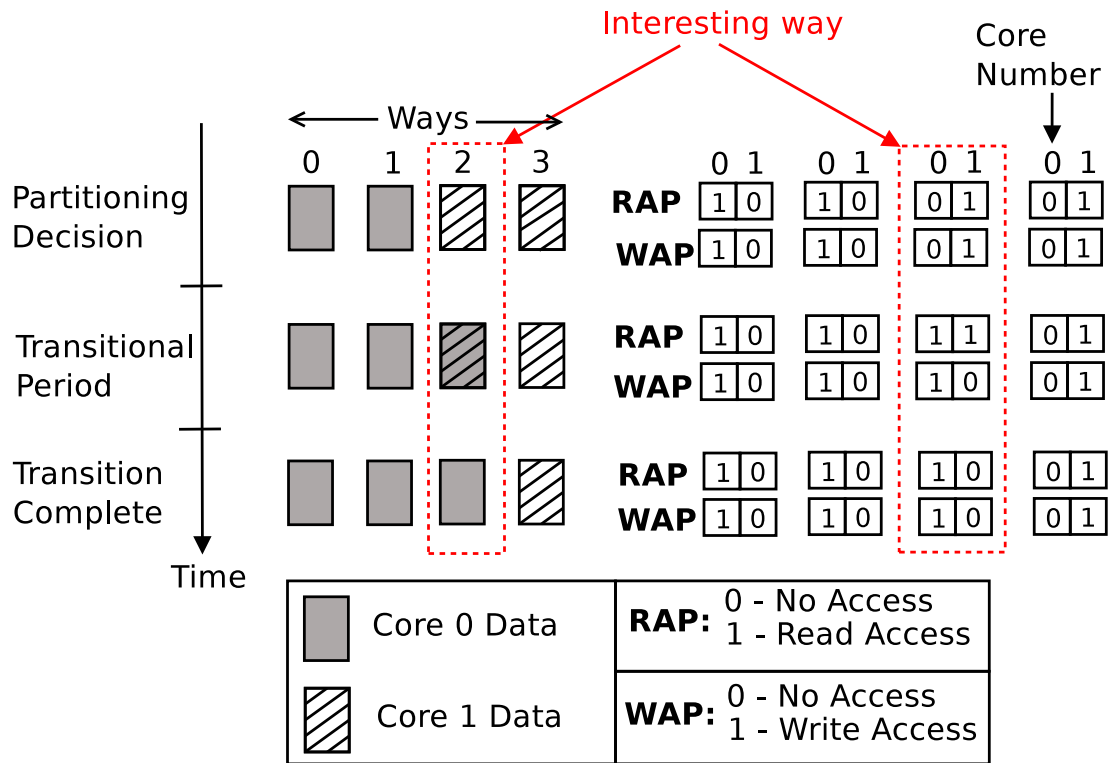 Interesting way
Core
Number
Ways
0 1 2 3
0 1 0 1 0 1 0 1
Partitioning
Decision
RAP 1 0 1 0 0 1 0 1
WAP 1 0 1 0 0 1 0 1
Transitional
Period
RAP 1 0 1 0 1 1 0 1
WAP 1 0 1 0 1 0 0 1
Transition
Complete
RAP 1 0 1 0 1 0 0 1
WAP 1 0 1 0 1 0 0 1
Time
Core 0 Data
Core 1 Data
RAP: 0 - No Access
1 - Read Access
WAP: 0 - No Access
1 - Write Access